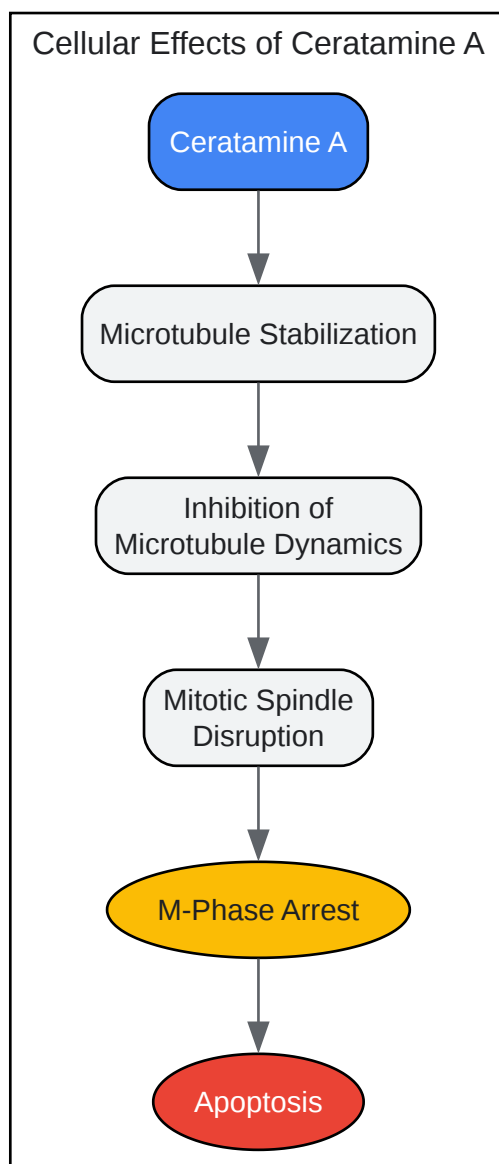 Cellular Effects of Ceratamine A
Ceratamine A
Microtubule Stabilization
Inhibition of
Microtubule Dynamics
Mitotic Spindle
Disruption
M-Phase Arrest
Apoptosis